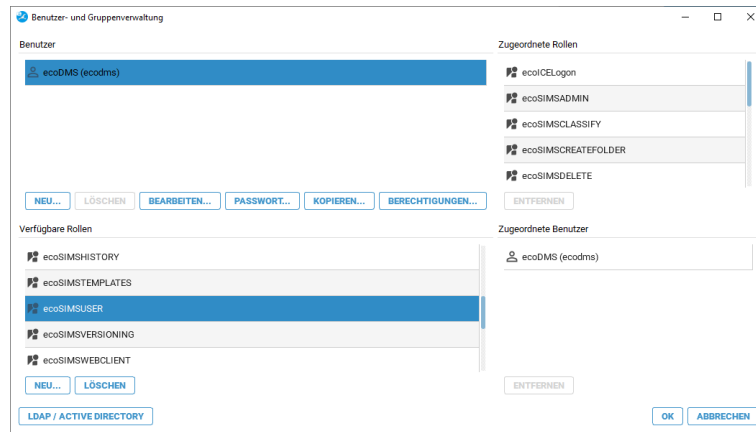 Benutzer- und Gruppenverwaltung
Benutzer
ecoDMS (ecodms)
NEU...
LÖSCHEN
BEARBEITEN...
PASSWORT...
KOPIEREN...
BERECHTIGUNGEN...
Zugeordnete Rollen
ecoICELogon
ecoSIMSADMIN
ecoSIMSCLASSIFY
ecoSIMSCREATEFOLDER
ecoSIMSDELETE
ENTFERNEN
Verfügbare Rollen
ecoSIMSHISTORY
ecoSIMSTEMPLATES
ecoSIMSUSER
ecoSIMSVERSIONING
ecoSIMSWEBCLIENT
NEU...
LÖSCHEN
Zugeordnete Benutzer
ecoDMS (ecodms)
ENTFERNEN
LDAP / ACTIVE DIRECTORY
OK
ABBRECHEN